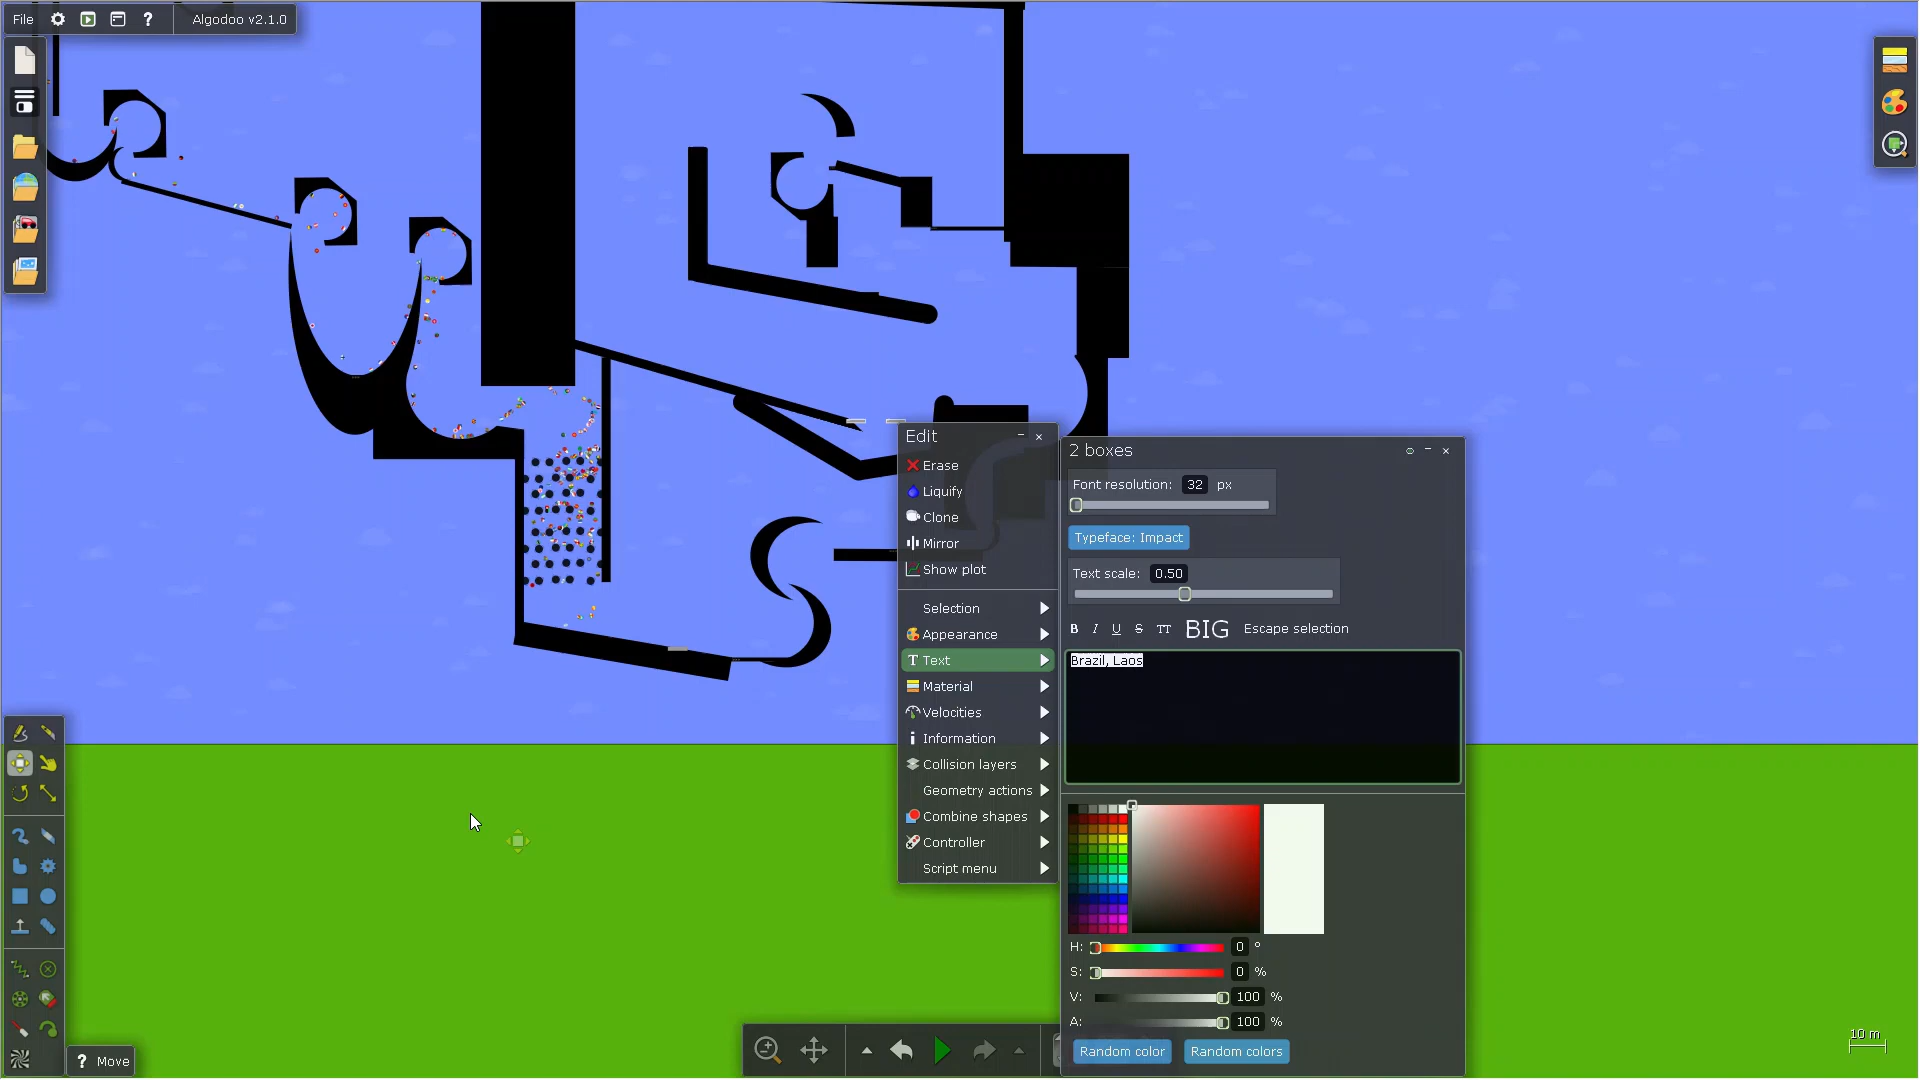 File ? Algodoo v2.1.0
Edit
Erase
Liquify
Clone
Mirror
Show plot
Selection
Appearance
T Text
Material
Velocities
Information
Collision layers
Geometry actions
Combine shapes
Controller
Script menu
2 boxes
Font resolution: 32 px
Typeface: Impact
Text scale: 0.50
B I U S TT BIG Escape selection
Brazil, Laos
H: 0 °
S: 0 %
V: 100 %
A: 100 %
Random color Random colors
? Move
10 m